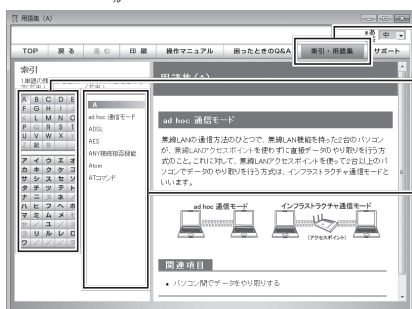 用語集 (A)
あ 中
TOP 戻る 進む 印刷 操作マニュアル 困ったときのQ&A 索引・用語集 サポート
索引
1.単語の頭
A B C D E
F G H I J
K L M N O
P Q R S T
U V W X Y
Z 記 数
ア イ ウ エ オ
カ キ ク ケ コ
サ シ ス セ ソ
タ チ ツ テ ト
ナ ニ ヌ ネ ノ
ハ ヒ フ ヘ ホ
マ ミ ム メ モ
ヤ ユ ヨ
ラ リ ル レ ロ
ワ
A
ad hoc 通信モード
ADSL
AES
ANY接続拒否機能
Atom
ATコマンド
用語集 (A)
ad hoc 通信モード
無線LANの通信方法のひとつで、無線LAN機能を持った2台のパソコン
が、無線LANアクセスポイントを使わずに直接データのやり取りを行う方
式のこと。これに対して、無線LANアクセスポイントを使って2台以上のパ
ソコンでデータのやり取りを行う方式は、インフラストラクチャ通信モードと
いいます。
ad hoc 通信モード インフラストラクチャ通信モード
(アクセスポイント)
関連項目
• パソコン間でデータをやり取りする